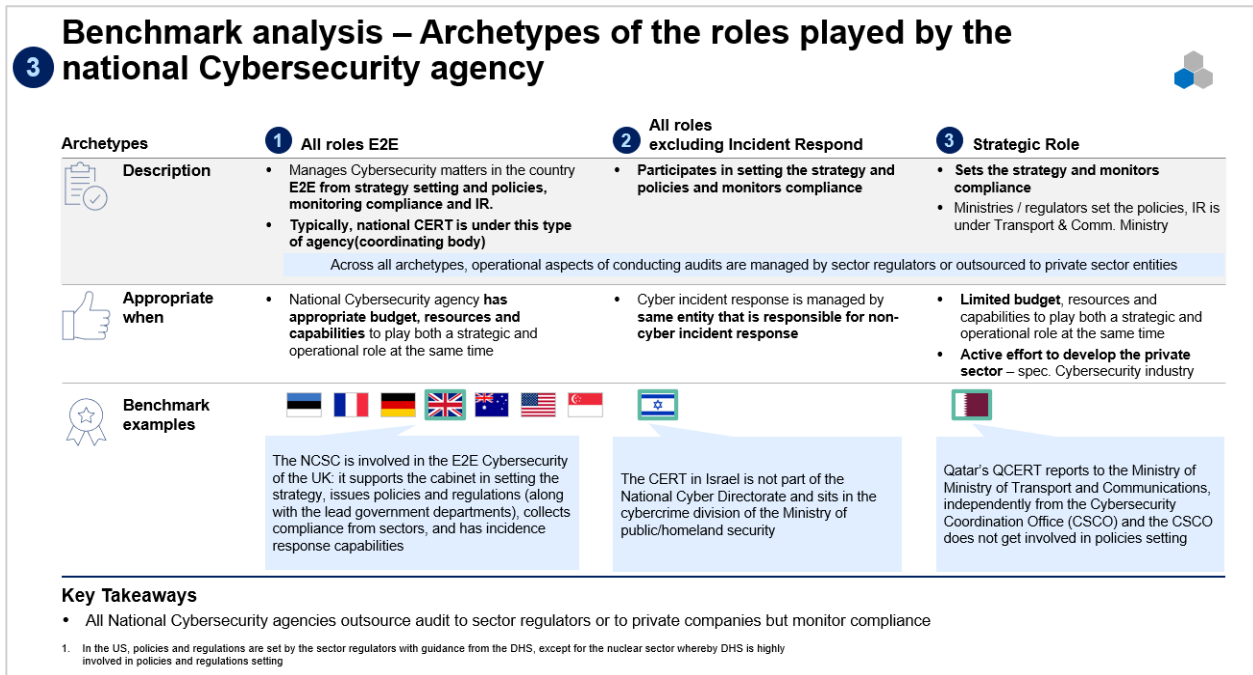 Benchmark analysis – Archetypes of the roles played by the
3 national Cybersecurity agency
Archetypes
1 All roles E2E
2 All roles
excluding Incident Respond
3 Strategic Role
Description
• Manages Cybersecurity matters in the country
E2E from strategy setting and policies,
monitoring compliance and IR.
• Typically, national CERT is under this type
of agency(coordinating body)
• Participates in setting the strategy and
policies and monitors compliance
• Sets the strategy and monitors
compliance
• Ministries / regulators set the policies, IR is
under Transport & Comm. Ministry
Across all archetypes, operational aspects of conducting audits are managed by sector regulators or outsourced to private sector entities
Appropriate
when
• National Cybersecurity agency has
appropriate budget, resources and
capabilities to play both a strategic and
operational role at the same time
• Cyber incident response is managed by
same entity that is responsible for non-
cyber incident response
• Limited budget, resources and
capabilities to play both a strategic and
operational role at the same time
• Active effort to develop the private
sector – spec. Cybersecurity industry
Benchmark
examples
The NCSC is involved in the E2E Cybersecurity
of the UK: it supports the cabinet in setting the
strategy, issues policies and regulations (along
with the lead government departments), collects
compliance from sectors, and has incidence
response capabilities
The CERT in Israel is not part of the
National Cyber Directorate and sits in the
cybercrime division of the Ministry of
public/homeland security
Qatar's QCERT reports to the Ministry of
Ministry of Transport and Communications,
independently from the Cybersecurity
Coordination Office (CSCO) and the CSCO
does not get involved in policies setting
Key Takeaways
• All National Cybersecurity agencies outsource audit to sector regulators or to private companies but monitor compliance
1. In the US, policies and regulations are set by the sector regulators with guidance from the DHS, except for the nuclear sector whereby DHS is highly
involved in policies and regulations setting